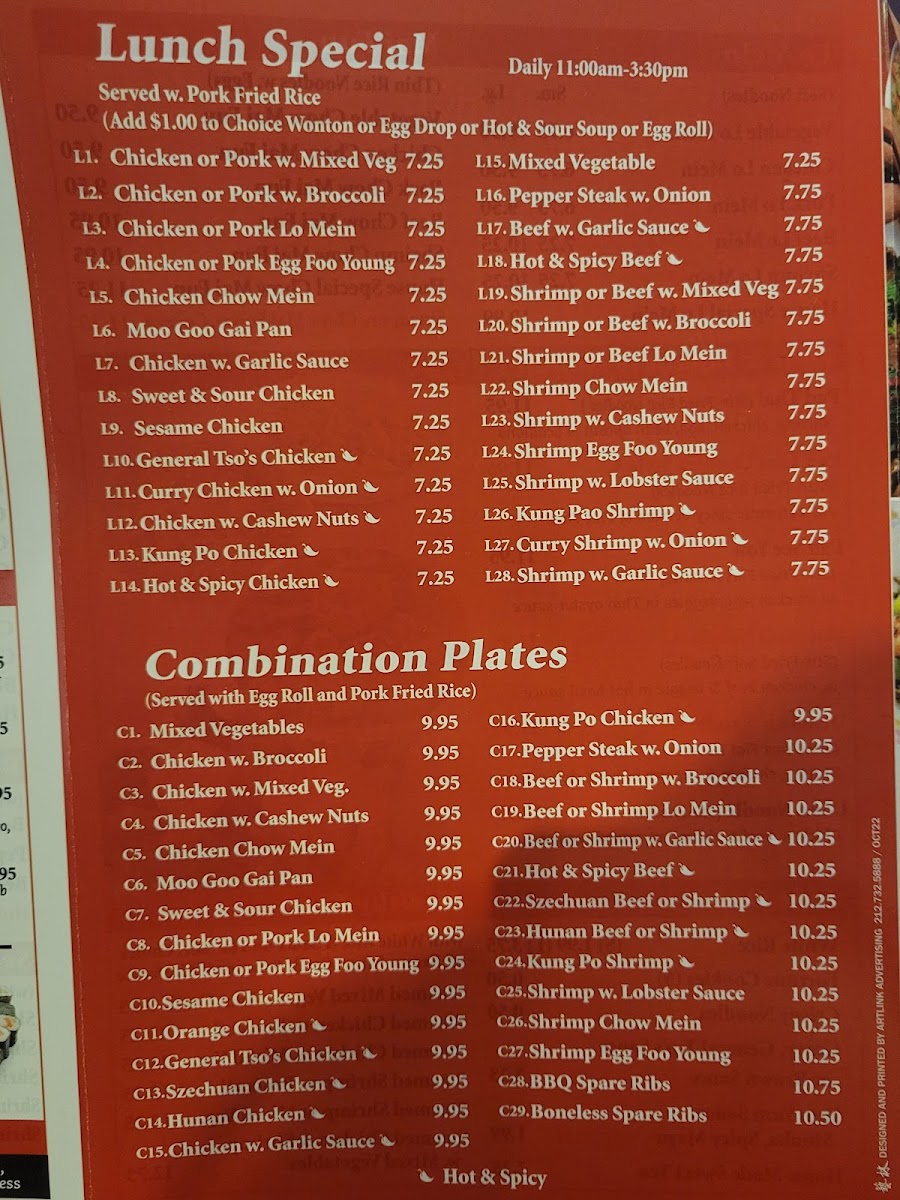 Lunch Special
Daily 11:00am-3:30pm
Served w. Pork Fried Rice
(Add $1.00 to Choice Wonton or Egg Drop or Hot & Sour Soup or Egg Roll)
L1. Chicken or Pork w. Mixed Veg 7.25
L2. Chicken or Pork w. Broccoli 7.25
L3. Chicken or Pork Lo Mein 7.25
L4. Chicken or Pork Egg Foo Young 7.25
L5. Chicken Chow Mein 7.25
L6. Moo Goo Gai Pan 7.25
L7. Chicken w. Garlic Sauce 7.25
L8. Sweet & Sour Chicken 7.25
L9. Sesame Chicken 7.25
L10. General Tso's Chicken 7.25
L11. Curry Chicken w. Onion 7.25
L12. Chicken w. Cashew Nuts 7.25
L13. Kung Po Chicken 7.25
L14. Hot & Spicy Chicken 7.25
L15. Mixed Vegetable 7.25
L16. Pepper Steak w. Onion 7.75
L17. Beef w. Garlic Sauce 7.75
L18. Hot & Spicy Beef 7.75
L19. Shrimp or Beef w. Mixed Veg 7.75
L20. Shrimp or Beef w. Broccoli 7.75
L21. Shrimp or Beef Lo Mein 7.75
L22. Shrimp Chow Mein 7.75
L23. Shrimp w. Cashew Nuts 7.75
L24. Shrimp Egg Foo Young 7.75
L25. Shrimp w. Lobster Sauce 7.75
L26. Kung Pao Shrimp 7.75
L27. Curry Shrimp w. Onion 7.75
L28. Shrimp w. Garlic Sauce 7.75
Combination Plates
(Served with Egg Roll and Pork Fried Rice)
C1. Mixed Vegetables 9.95
C2. Chicken w. Broccoli 9.95
C3. Chicken w. Mixed Veg. 9.95
C4. Chicken w. Cashew Nuts 9.95
C5. Chicken Chow Mein 9.95
C6. Moo Goo Gai Pan 9.95
C7. Sweet & Sour Chicken 9.95
C8. Chicken or Pork Lo Mein 9.95
C9. Chicken or Pork Egg Foo Young 9.95
C10. Sesame Chicken 9.95
C11. Orange Chicken 9.95
C12. General Tso's Chicken 9.95
C13. Szechuan Chicken 9.95
C14. Hunan Chicken 9.95
C15. Chicken w. Garlic Sauce 9.95
C16. Kung Po Chicken 9.95
C17. Pepper Steak w. Onion 10.25
C18. Beef or Shrimp w. Broccoli 10.25
C19. Beef or Shrimp Lo Mein 10.25
C20. Beef or Shrimp w. Garlic Sauce 10.25
C21. Hot & Spicy Beef 10.25
C22. Szechuan Beef or Shrimp 10.25
C23. Hunan Beef or Shrimp 10.25
C24. Kung Po Shrimp 10.25
C25. Shrimp w. Lobster Sauce 10.25
C26. Shrimp Chow Mein 10.25
C27. Shrimp Egg Foo Young 10.25
C28. BBQ Spare Ribs 10.75
C29. Boneless Spare Ribs 10.50
Hot & Spicy
藝林 DESIGNED AND PRINTED BY ARTLINK ADVERTISING 212.732.5888 / OCT22